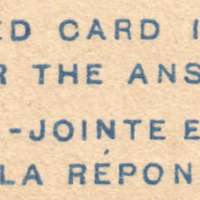 ED CARD I
R THE ANS
-JOINTE E
LA RÉPON